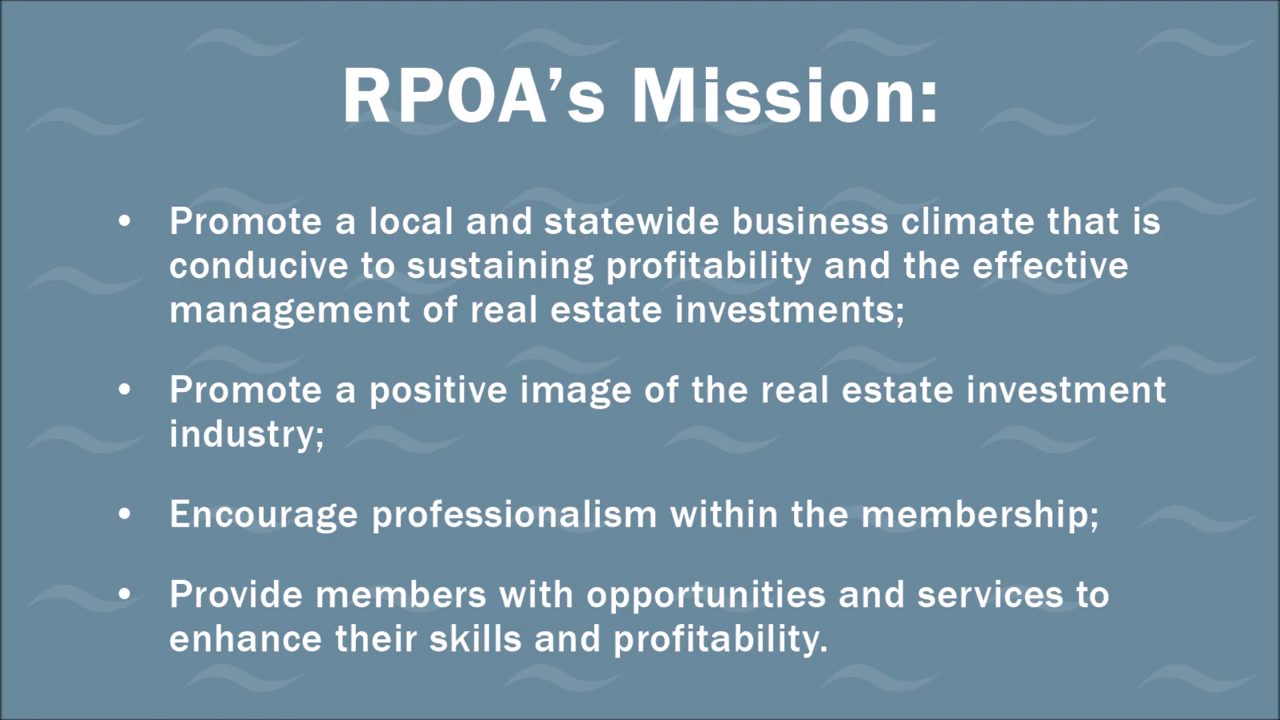 RPOA’s Mission:
• Promote a local and statewide business climate that is
conducive to sustaining profitability and the effective
management of real estate investments;
• Promote a positive image of the real estate investment
industry;
• Encourage professionalism within the membership;
• Provide members with opportunities and services to
enhance their skills and profitability.